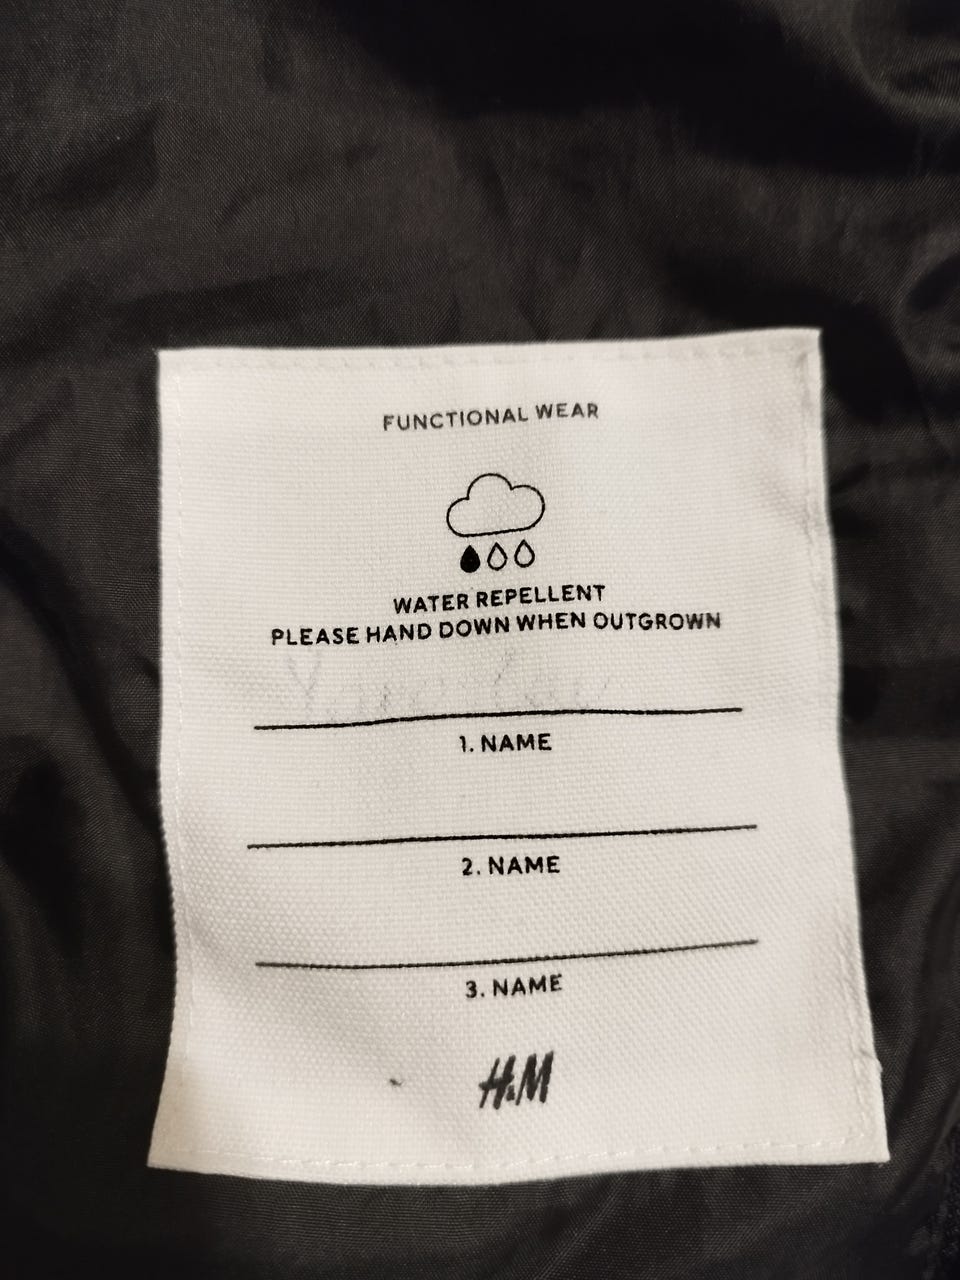 FUNCTIONAL WEAR
WATER REPELLENT
PLEASE HAND DOWN WHEN OUTGROWN
1. NAME
2. NAME
3. NAME
H&M